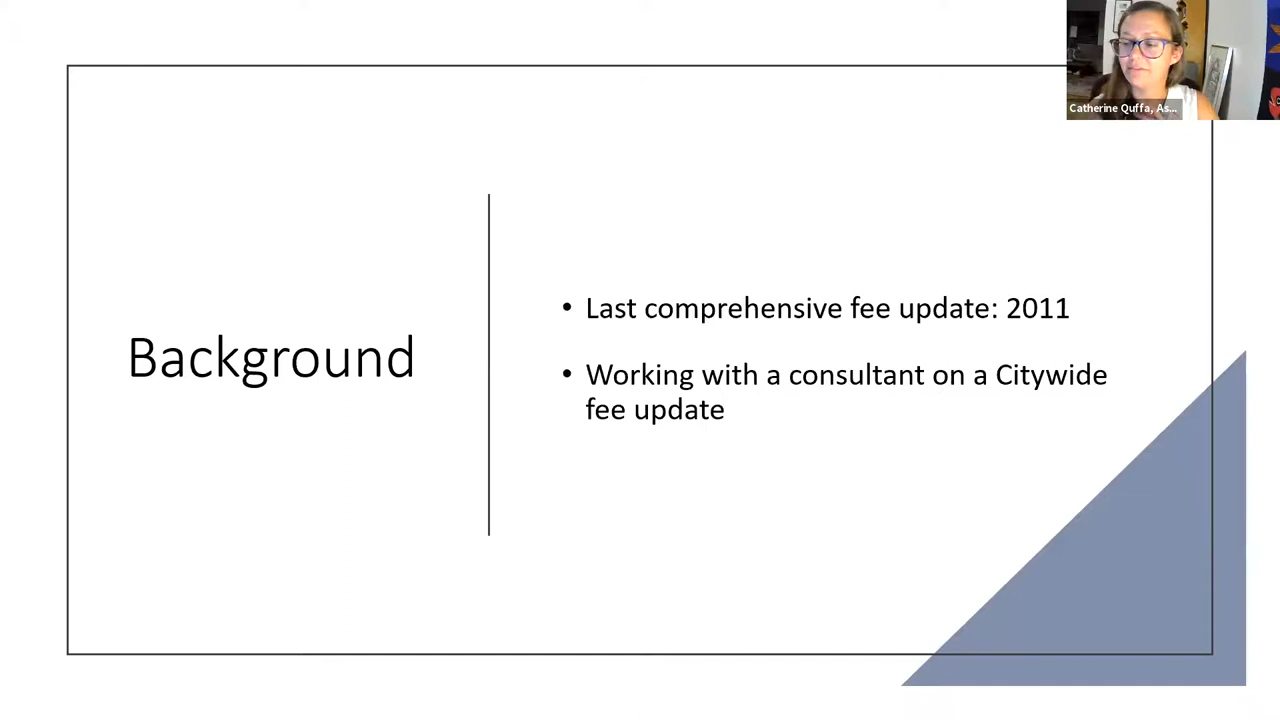 Catherine Quffa, As...
Background
• Last comprehensive fee update: 2011
• Working with a consultant on a Citywide
fee update